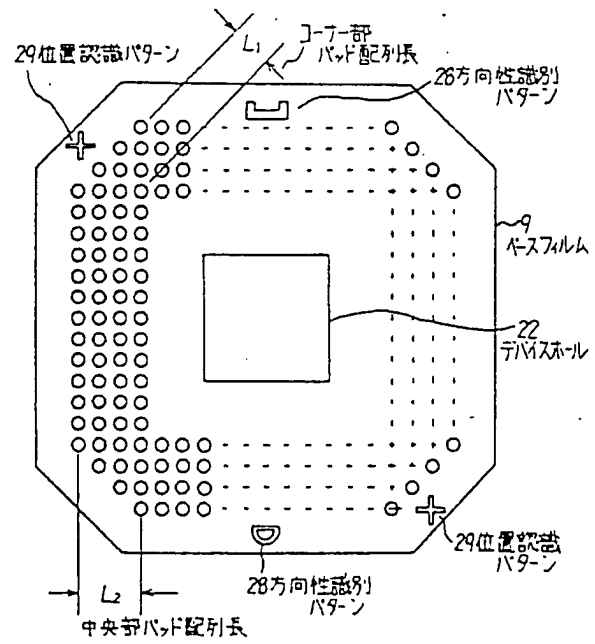 L₁
コーナー部
パッド配列長
29位置認識パターン
28方向性識別
パターン
9
ベースフィルム
22
デバイスホール
29位置認識
パターン
28方向性識別
パターン
L₂
中央部パッド配列長